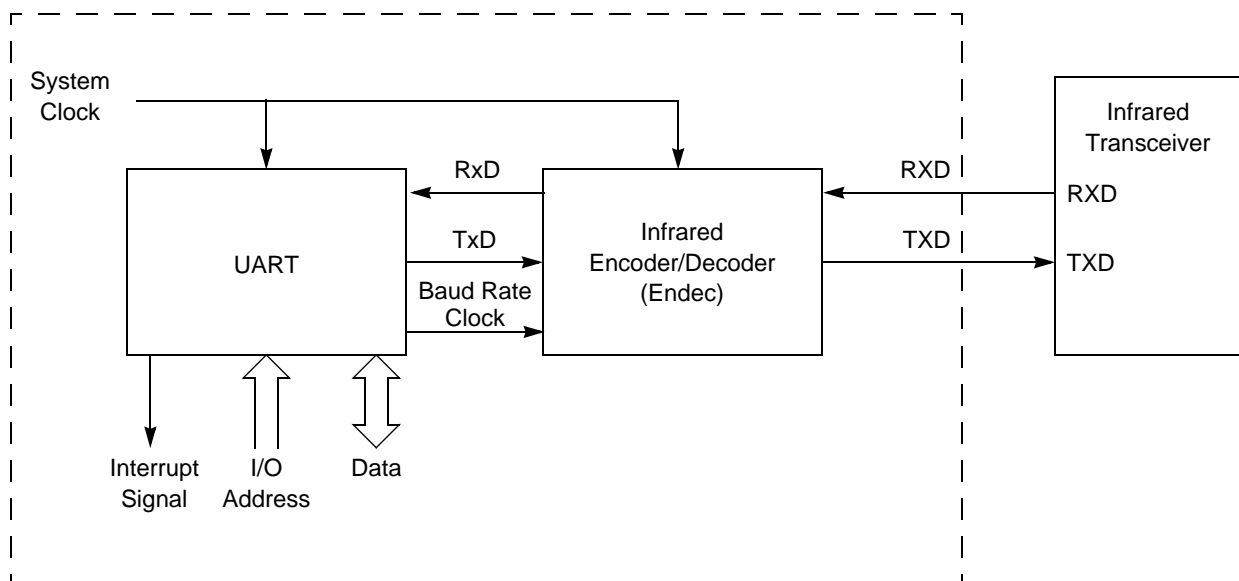 System
Clock
Infrared
Transceiver
RxD
RXD
RXD
TxD
Infrared
Encoder/Decoder
(Endec)
TXD
TXD
UART
Baud Rate
Clock
Interrupt
Signal
I/O
Address
Data